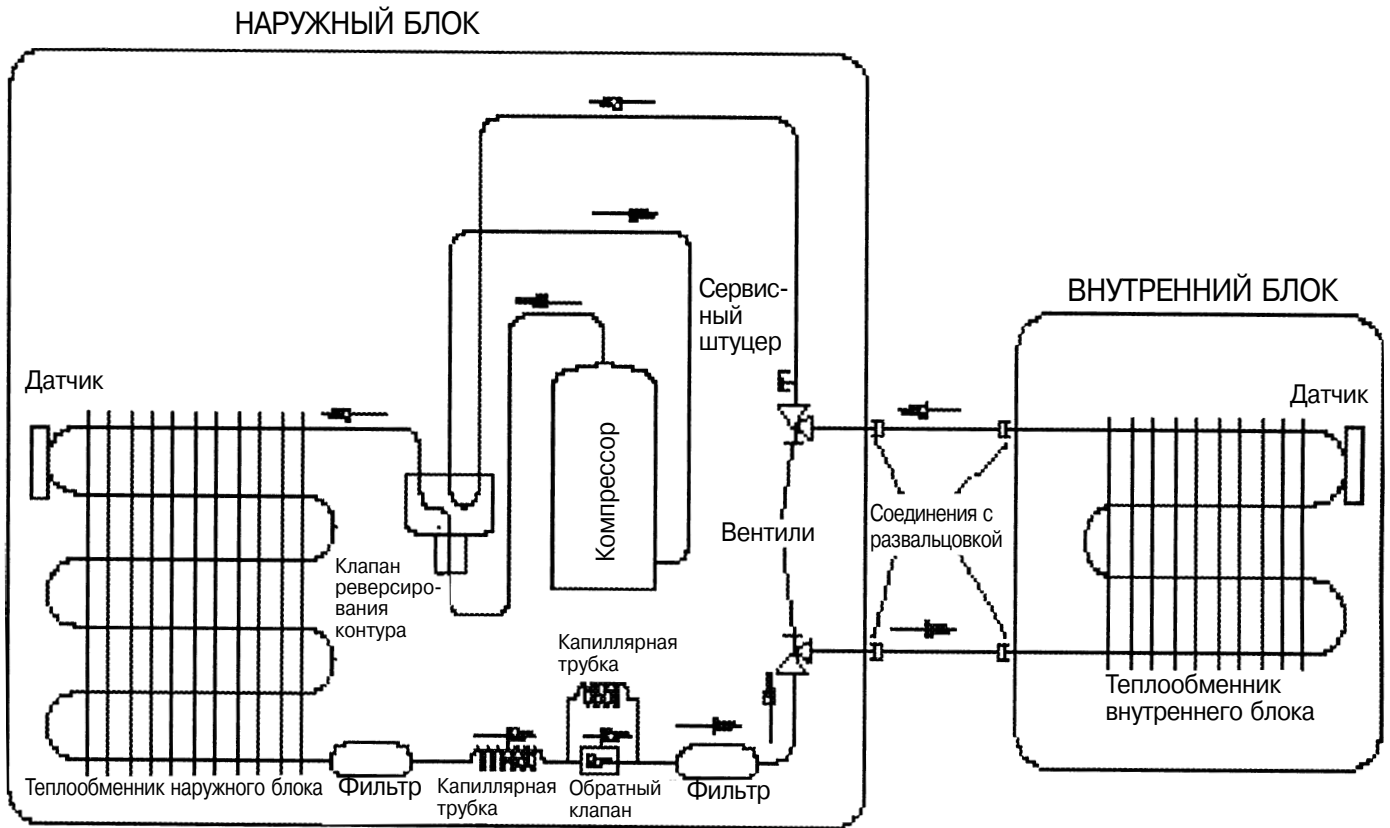 НАРУЖНЫЙ БЛОК
Сервис-
ный
штуцер
ВНУТРЕННИЙ БЛОК
Датчик
Датчик
Компрессор
Вентили
Соединения с
развальцовкой
Клапан
реверсиро-
вания
контура
Капиллярная
трубка
Теплообменник
внутреннего блока
Теплообменник наружного блока
Фильтр
Капиллярная
трубка
Обратный
клапан
Фильтр